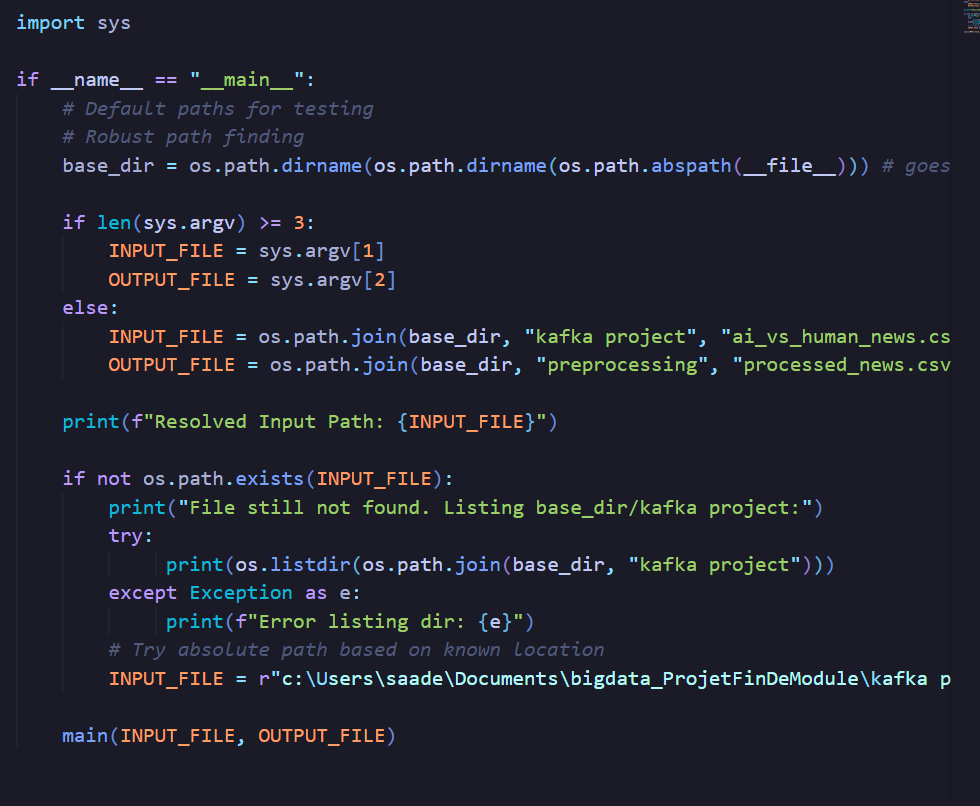 import sys
if __name__ == "__main__":
# Default paths for testing
# Robust path finding
base_dir = os.path.dirname(os.path.dirname(os.path.abspath(__file__))) # goes
if len(sys.argv) >= 3:
INPUT_FILE = sys.argv[1]
OUTPUT_FILE = sys.argv[2]
else:
INPUT_FILE = os.path.join(base_dir, "kafka project", "ai_vs_human_news.cs
OUTPUT_FILE = os.path.join(base_dir, "preprocessing", "processed_news.csv
print(f"Resolved Input Path: {INPUT_FILE}")
if not os.path.exists(INPUT_FILE):
print("File still not found. Listing base_dir/kafka project:")
try:
print(os.listdir(os.path.join(base_dir, "kafka project")))
except Exception as e:
print(f"Error listing dir: {e}")
# Try absolute path based on known location
INPUT_FILE = r"c:\Users\saade\Documents\bigdata_ProjetFinDeModule\kafka p
main(INPUT_FILE, OUTPUT_FILE)